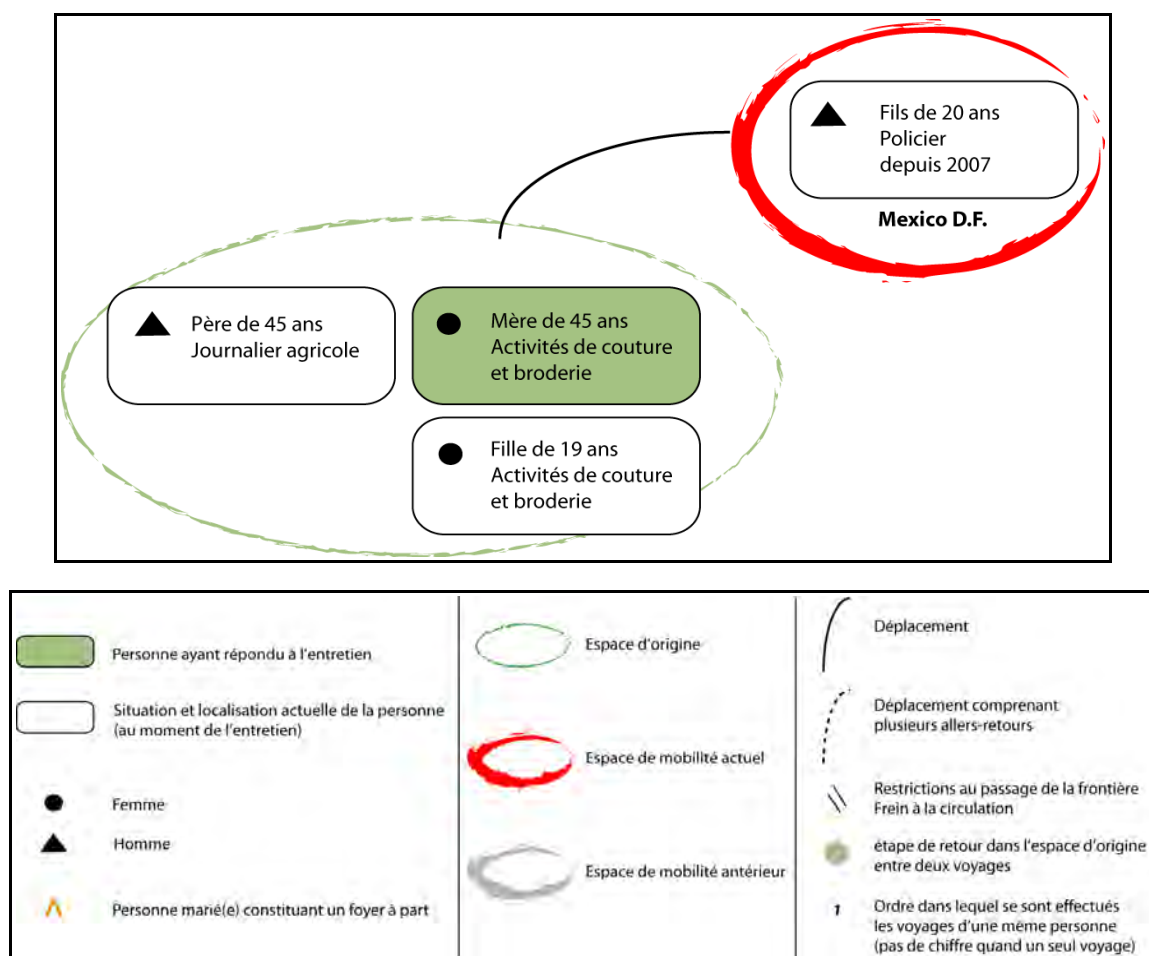 Fils de 20 ans
Policier
depuis 2007
Mexico D.F.
Père de 45 ans
Journalier agricole
Mère de 45 ans
Activités de couture
et broderie
Fille de 19 ans
Activités de couture
et broderie
Personne ayant répondu à l'entretien
Situation et localisation actuelle de la personne
(au moment de l'entretien)
Femme
Homme
Personne marié(e) constituant un foyer à part
Espace d'origine
Espace de mobilité actuel
Espace de mobilité antérieur
Déplacement
Déplacement comprenant
plusieurs allers-retours
Restrictions au passage de la frontière
Frein à la circulation
étape de retour dans l'espace d'origine
entre deux voyages
1 Ordre dans lequel se sont effectués
les voyages d'une même personne
(pas de chiffre quand un seul voyage)